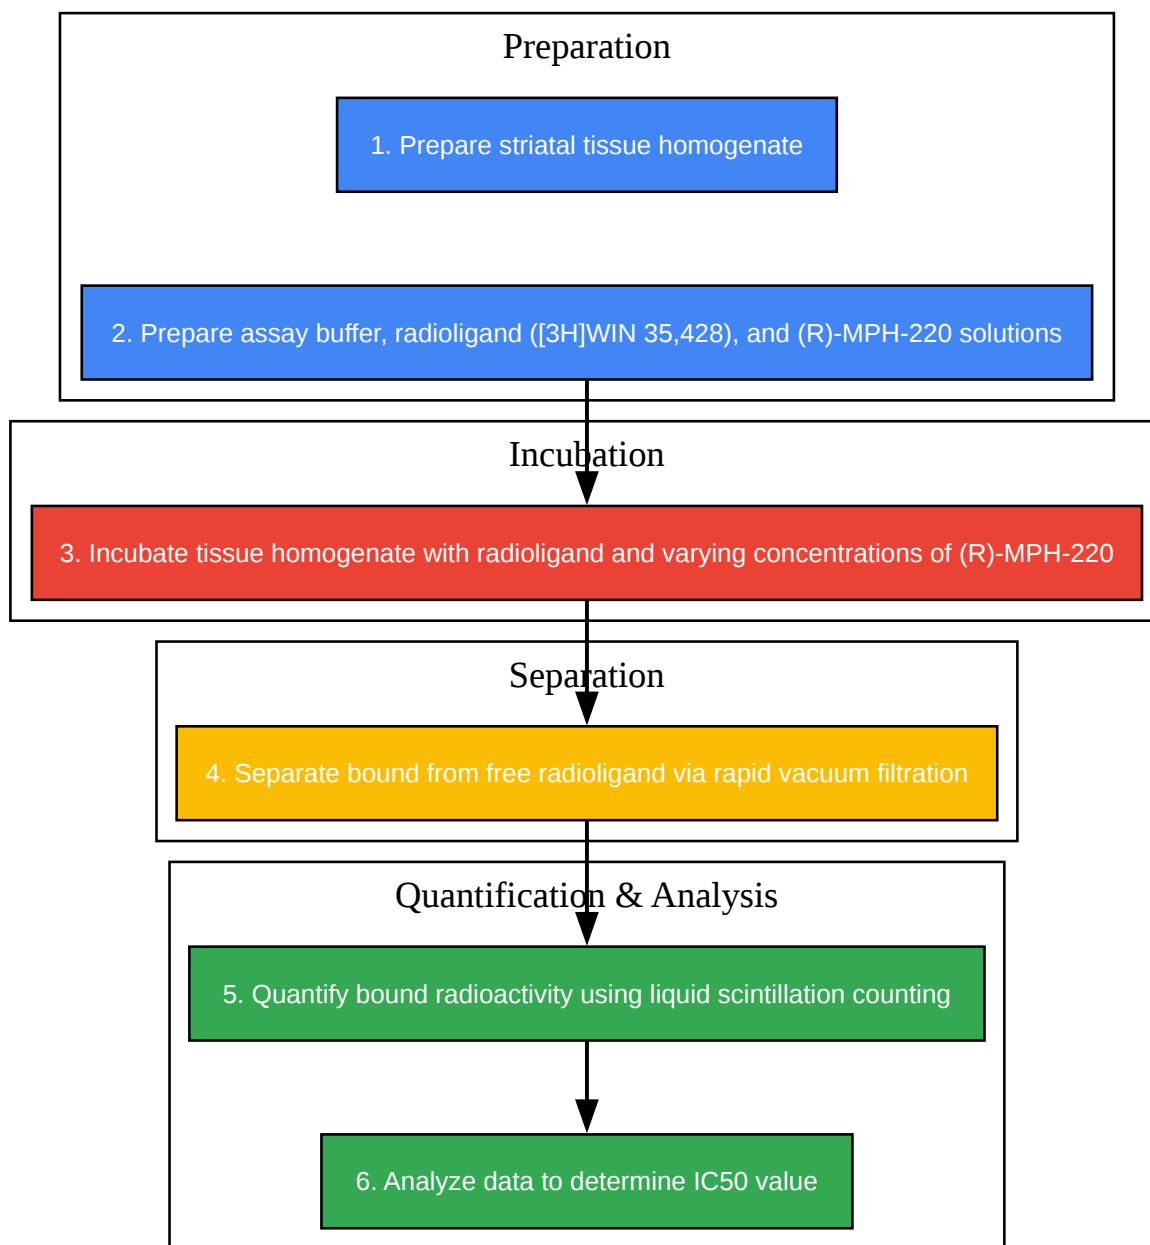 Preparation
1. Prepare striatal tissue homogenate
2. Prepare assay buffer, radioligand ([3H]WIN 35,428), and (R)-MPH-220 solutions
Incubation
3. Incubate tissue homogenate with radioligand and varying concentrations of (R)-MPH-220
Separation
4. Separate bound from free radioligand via rapid vacuum filtration
Quantification & Analysis
5. Quantify bound radioactivity using liquid scintillation counting
6. Analyze data to determine IC50 value